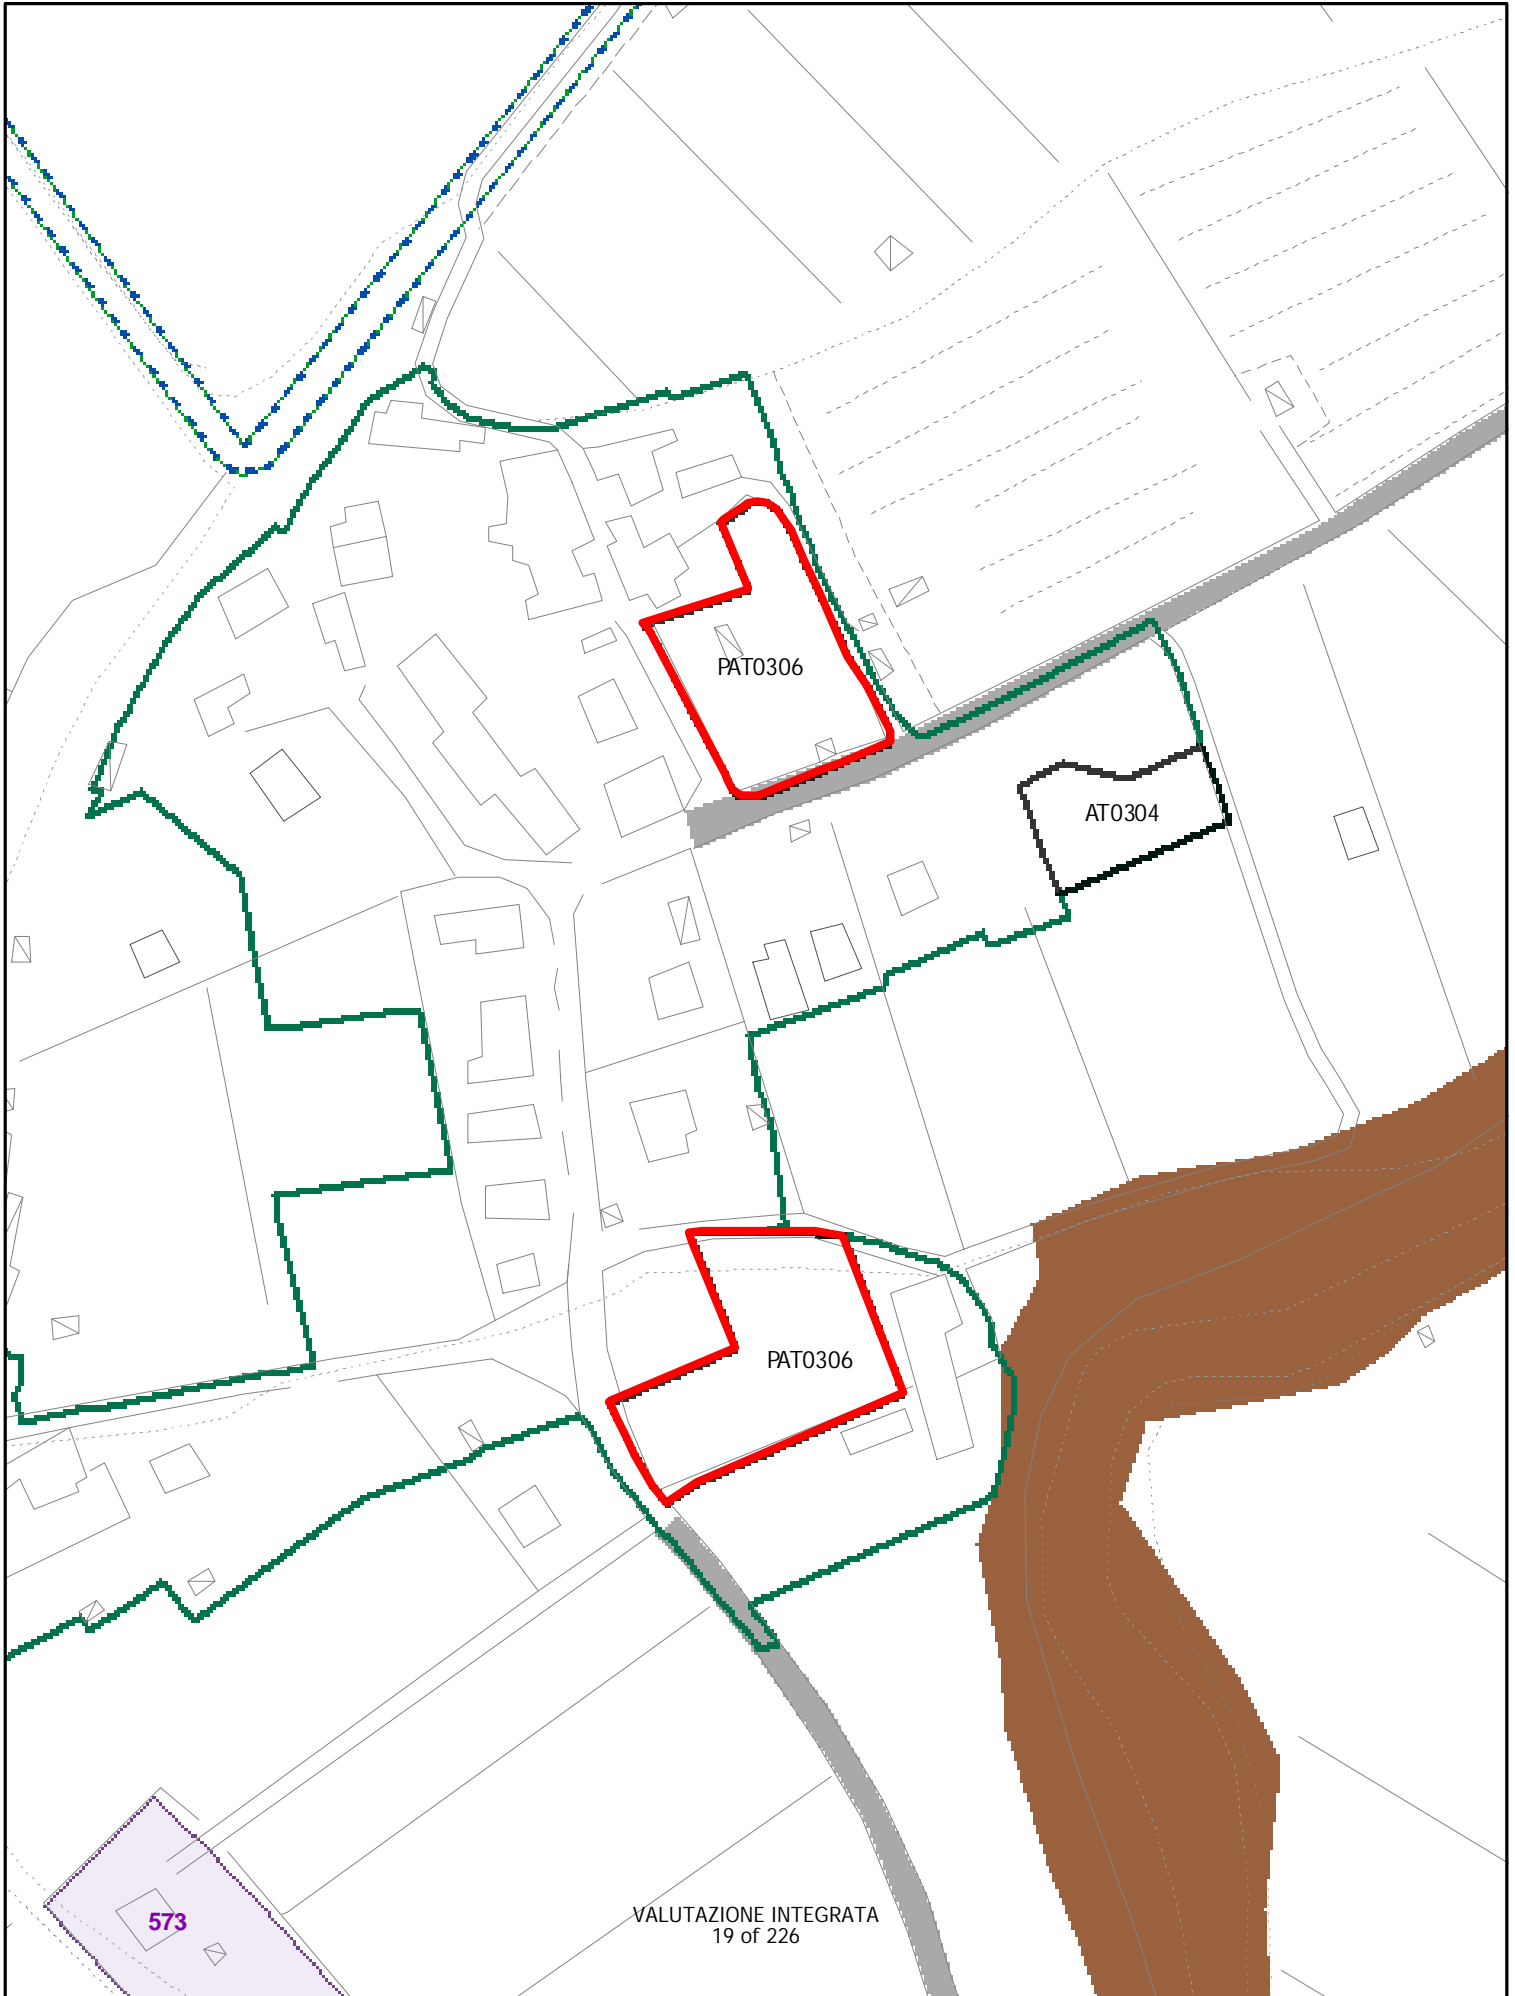 PAT0306
AT0304
PAT0306
573
VALUTAZIONE INTEGRATA
19 of 226